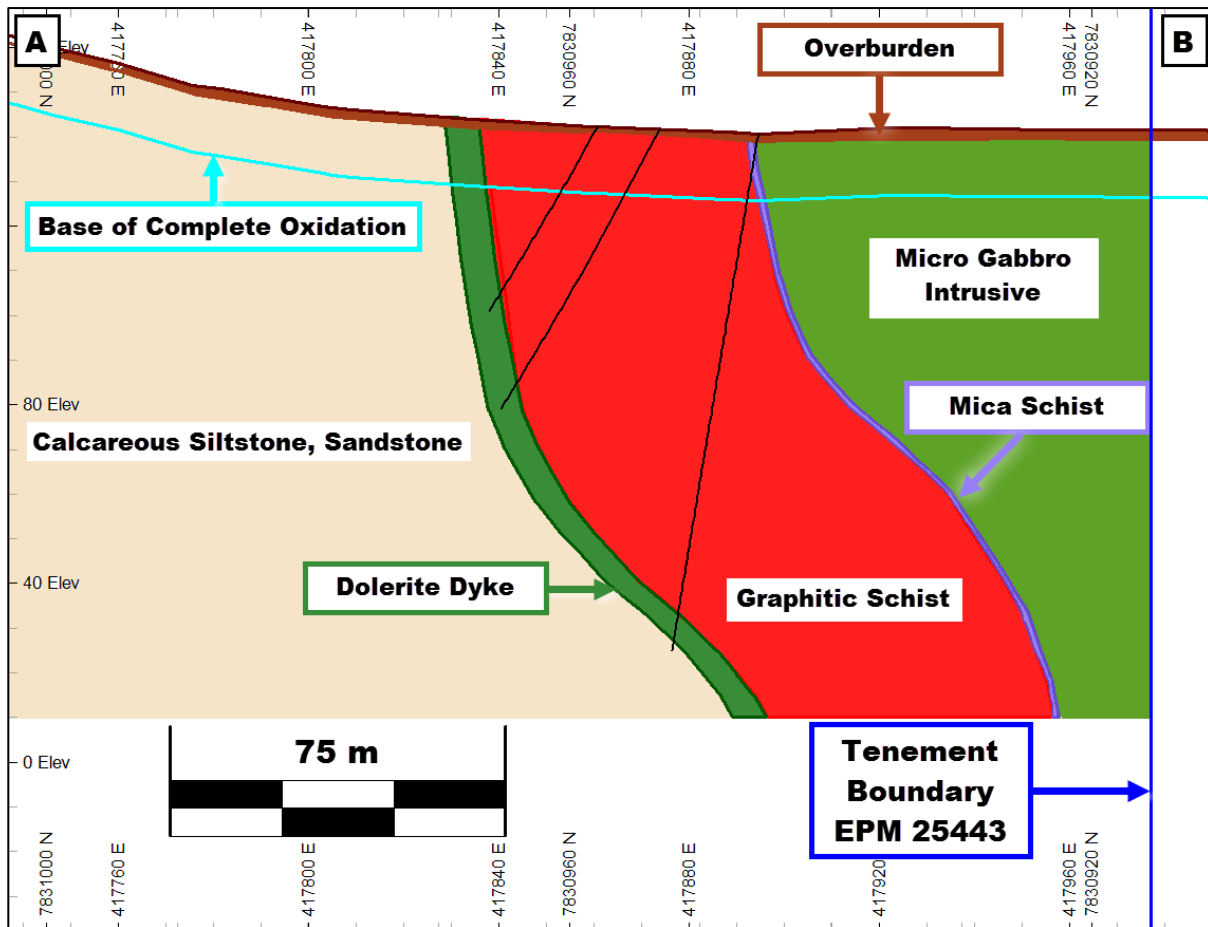 A
B
Elev
7831000 N
417760 E
417800 E
417840 E
7830960 N
417880 E
417960 E
7830920 N
Overburden
Base of Complete Oxidation
Micro Gabbro
Intrusive
80 Elev
Mica Schist
Calcareous Siltstone, Sandstone
40 Elev
Dolerite Dyke
Graphitic Schist
0 Elev
75 m
Tenement
Boundary
EPM 25443
7831000 N
417760 E
417800 E
417840 E
7830960 N
417880 E
417920 E
417960 E
7830920 N